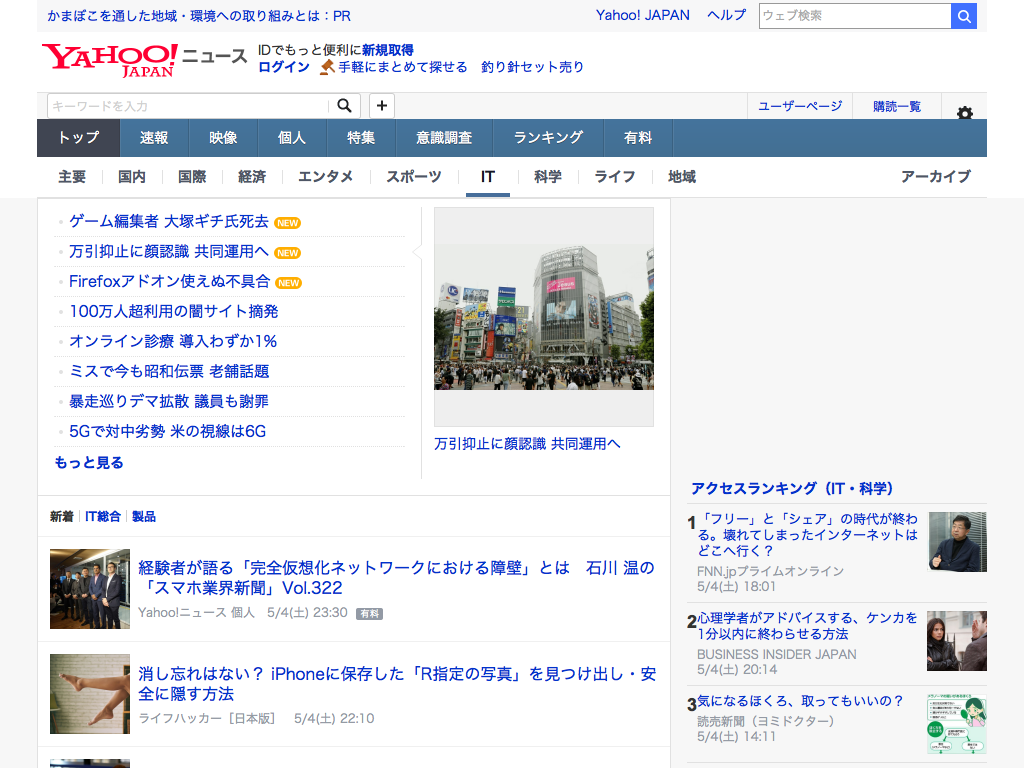 かまぼこを通した地域・環境への取り組みとは：PR
Yahoo! JAPAN ヘルプ ウェブ検索
YAHOO! JAPAN ニュース
IDでもっと便利に新規取得
ログイン 手軽にまとめて探せる 釣り針セット売り
キーワードを入力 +
ユーザーページ 購読一覧
トップ 速報 映像 個人 特集 意識調査 ランキング 有料
主要 国内 国際 経済 エンタメ スポーツ IT 科学 ライフ 地域 アーカイブ
ゲーム編集者 大塚ギチ氏死去 NEW
万引抑止に顔認識 共同運用へ NEW
Firefoxアドオン使えぬ不具合 NEW
100万人超利用の闇サイト摘発
オンライン診療 導入わずか1%
ミスで今も昭和伝票 老舗話題
暴走巡りデマ拡散 議員も謝罪
5Gで対中劣勢 米の視線は6G
もっと見る
万引抑止に顔認識 共同運用へ
新着 IT総合 製品
経験者が語る「完全仮想化ネットワークにおける障壁」とは　石川 温の
「スマホ業界新聞」Vol.322
Yahoo!ニュース 個人 5/4(土) 23:30 有料
消し忘れはない？ iPhoneに保存した「R指定の写真」を見つけ出し・安
全に隠す方法
ライフハッカー［日本版］ 5/4(土) 22:10
アクセスランキング（IT・科学）
1 「フリー」と「シェア」の時代が終わ
る。壊れてしまったインターネットは
どこへ行く？
FNN.jpプライムオンライン
5/4(土) 18:01
2 心理学者がアドバイスする、ケンカを
1分以内に終わらせる方法
BUSINESS INSIDER JAPAN
5/4(土) 20:14
3 気になるほくろ、取ってもいいの？
読売新聞（ヨミドクター）
5/4(土) 14:11